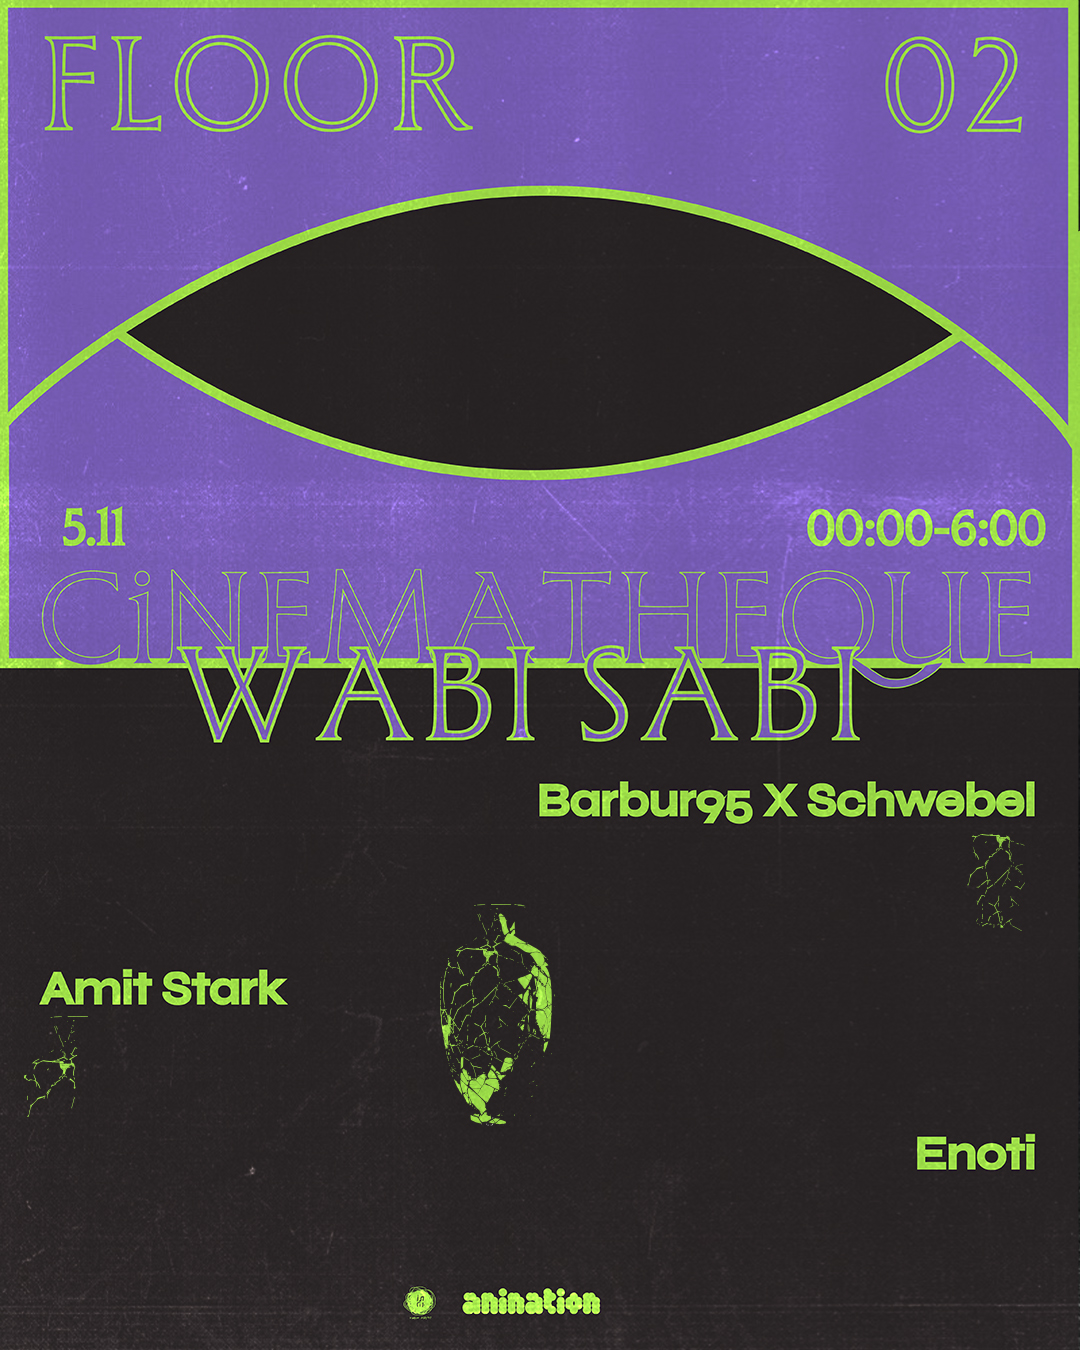 FLOOR 02
5.11 00:00-6:00
CiNEMATHEQUE
WABI SABI
Barbur95 X Schwebel
Amit Stark
Enoti
anination